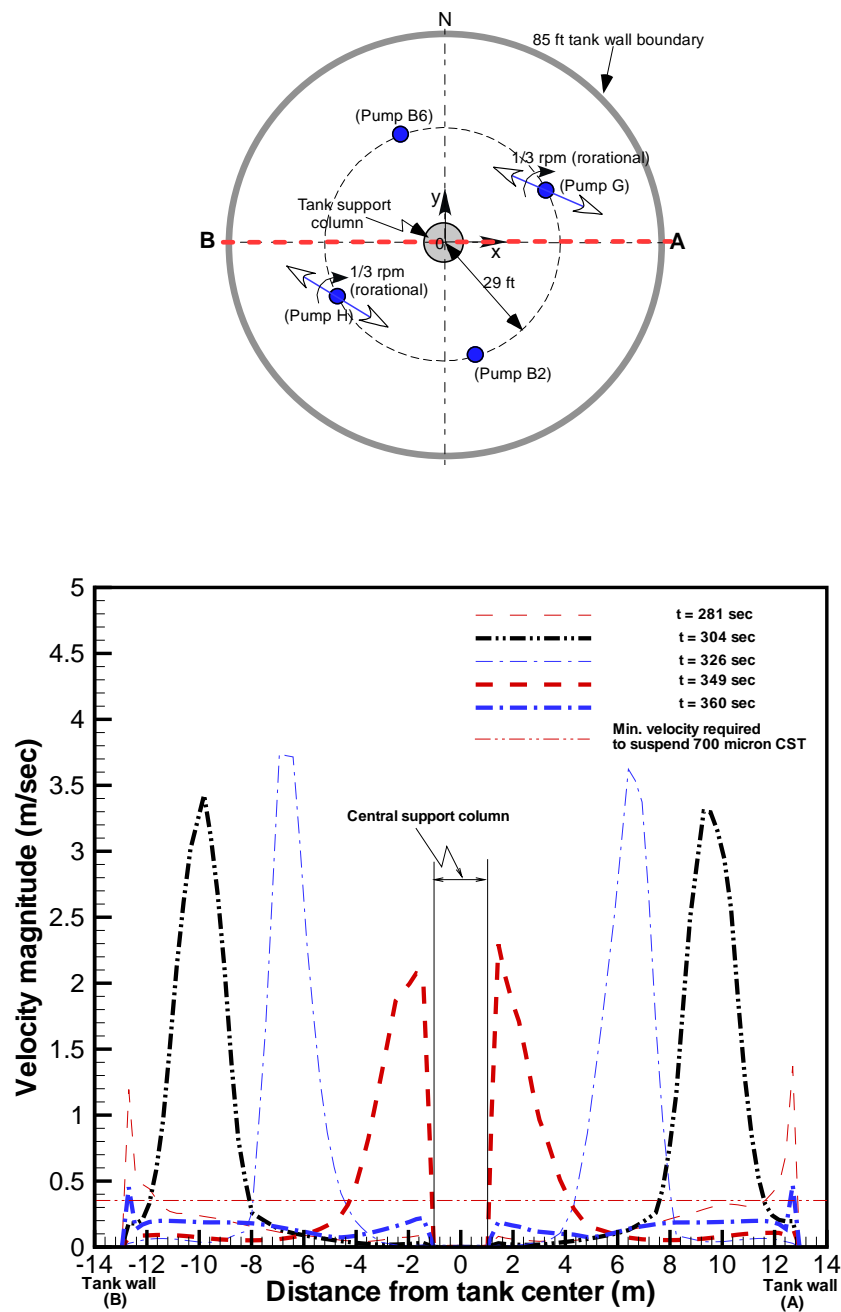 N
85 ft tank wall boundary
(Pump B6)
1/3 rpm (rorational)
(Pump G)
y
Tank support
column
B
0
x
A
1/3 rpm
(rorational)
29 ft
(Pump H)
(Pump B2)
5
4.5
4
3.5
3
2.5
2
1.5
1
0.5
0
Velocity magnitude (m/sec)
t = 281 sec
t = 304 sec
t = 326 sec
t = 349 sec
t = 360 sec
Min. velocity required
to suspend 700 micron CST
Central support column
-14 -12 -10 -8 -6 -4 -2 0 2 4 6 8 10 12 14
Tank wall
(B)
Distance from tank center (m)
Tank wall
(A)